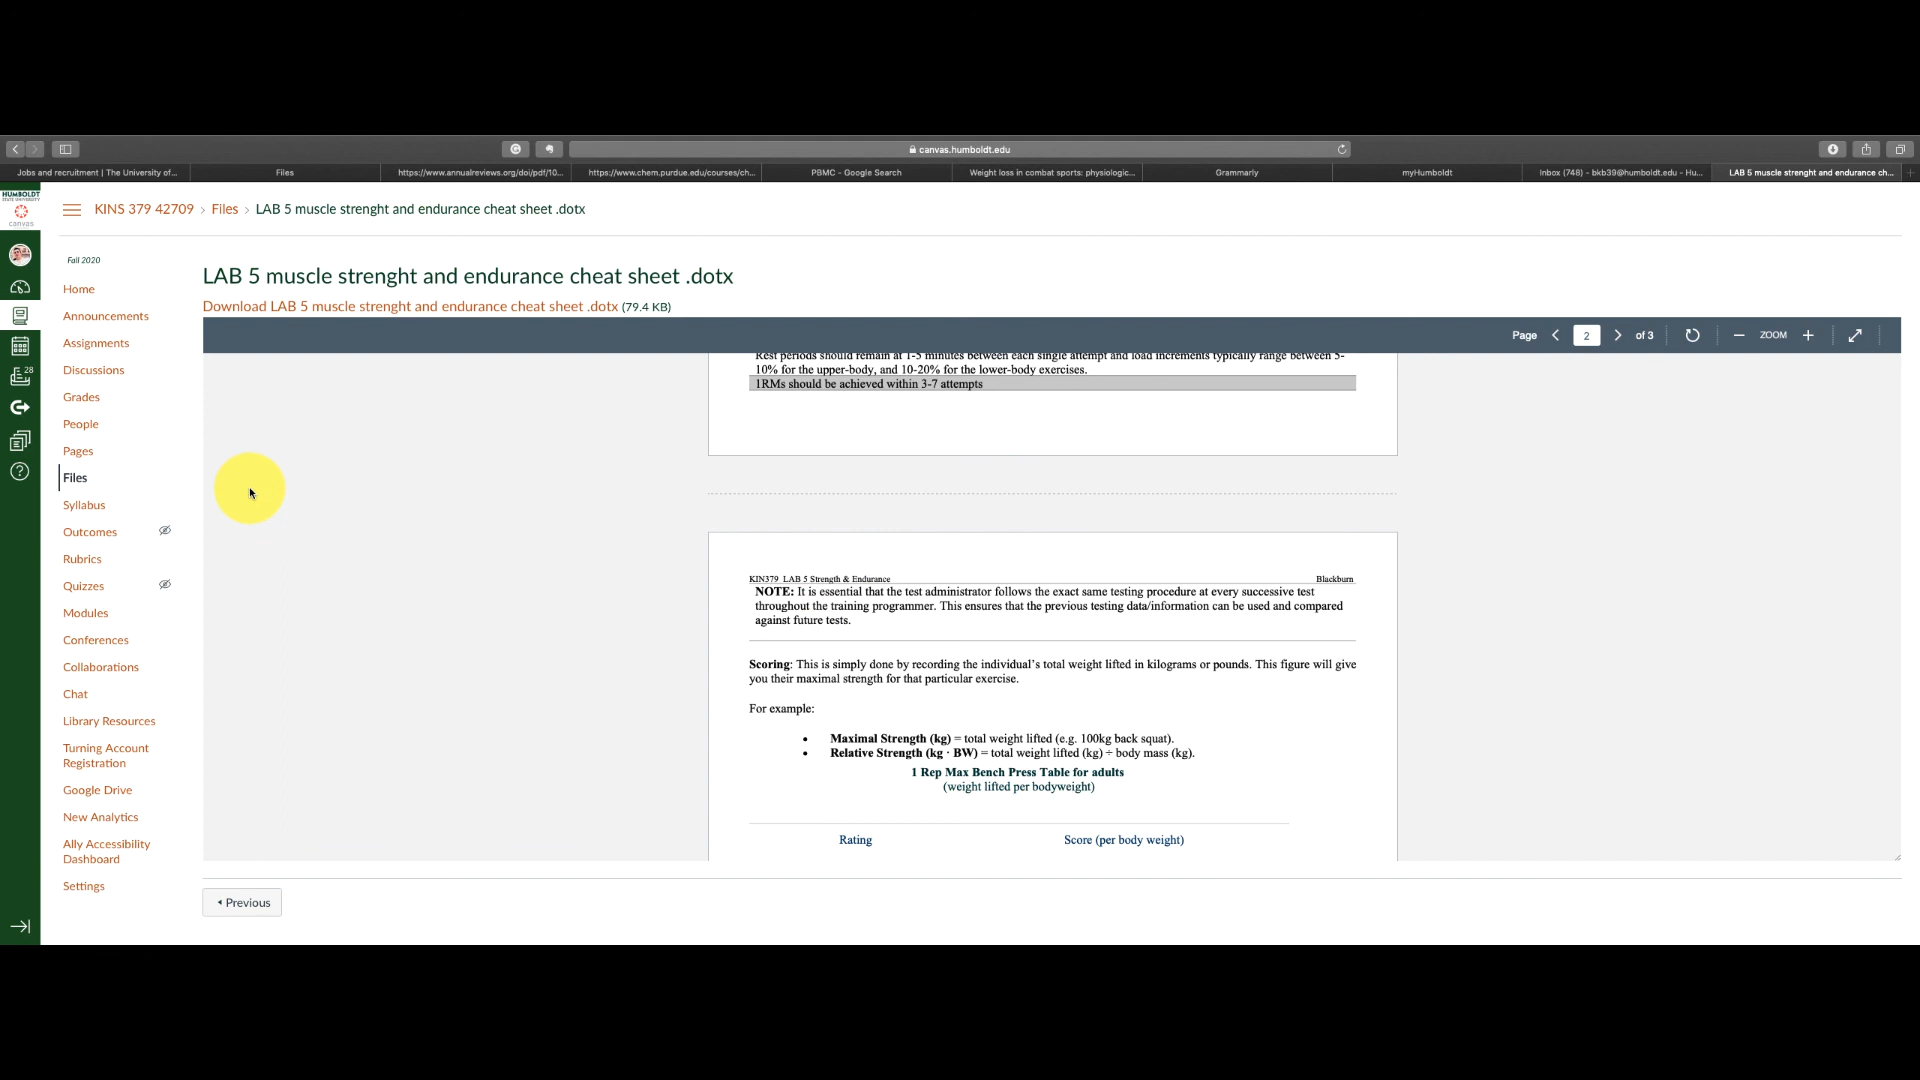 canvas.humboldt.edu
Jobs and recruitment | The University of...
Files
https://www.annualreviews.org/doi/pdf/10...
https://www.chem.purdue.edu/courses/ch...
PBMC - Google Search
Weight loss in combat sports: physiologic...
Grammarly
myHumboldt
Inbox (748) - bkb39@humboldt.edu - Hu...
LAB 5 muscle strenght and endurance ch...
HUMBOLDT
STATE UNIVERSITY
canvas
KINS 379 42709 › Files › LAB 5 muscle strenght and endurance cheat sheet .dotx
28
Fall 2020
Home
Announcements
Assignments
Discussions
Grades
People
Pages
Files
Syllabus
Outcomes
Rubrics
Quizzes
Modules
Conferences
Collaborations
Chat
Library Resources
Turning Account
Registration
Google Drive
New Analytics
Ally Accessibility
Dashboard
Settings
LAB 5 muscle strenght and endurance cheat sheet .dotx
Download LAB 5 muscle strenght and endurance cheat sheet .dotx (79.4 KB)
Page 2 of 3 ZOOM
Rest periods should remain at 1-5 minutes between each single attempt and load increments typically range between 5-
10% for the upper-body, and 10-20% for the lower-body exercises.
1RMs should be achieved within 3-7 attempts
KIN379 LAB 5 Strength & Endurance Blackburn
NOTE: It is essential that the test administrator follows the exact same testing procedure at every successive test
throughout the training programmer. This ensures that the previous testing data/information can be used and compared
against future tests.
Scoring: This is simply done by recording the individual's total weight lifted in kilograms or pounds. This figure will give
you their maximal strength for that particular exercise.
For example:
• Maximal Strength (kg) = total weight lifted (e.g. 100kg back squat).
• Relative Strength (kg · BW) = total weight lifted (kg) ÷ body mass (kg).
1 Rep Max Bench Press Table for adults
(weight lifted per bodyweight)
Rating Score (per body weight)
Previous